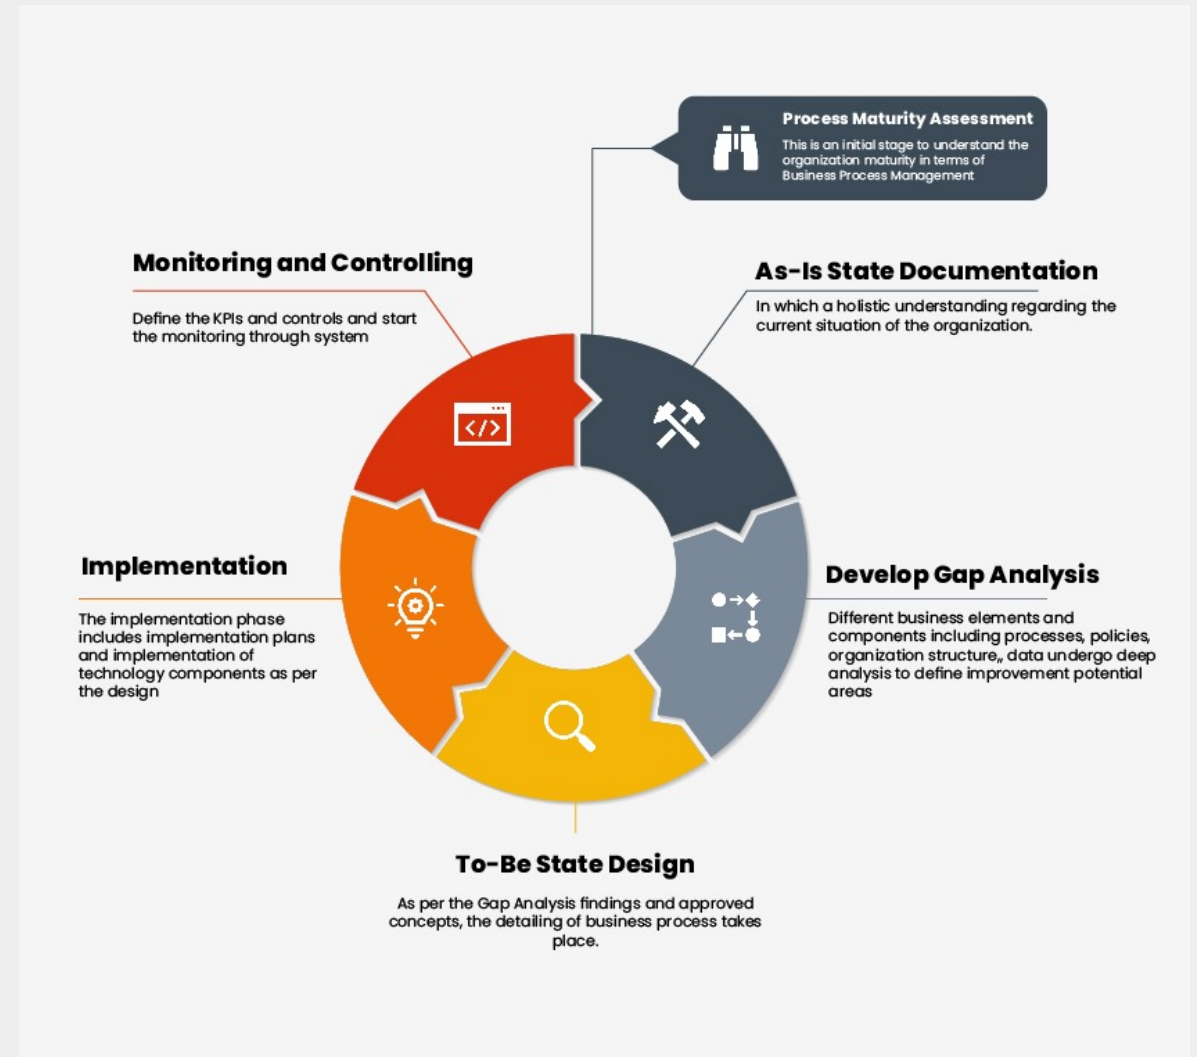 Process Maturity Assessment
This is an initial stage to understand the
organization maturity in terms of
Business Process Management
Monitoring and Controlling
Define the KPIs and controls and start
the monitoring through system
As-Is State Documentation
In which a holistic understanding regarding the
current situation of the organization.
</>
Implementation
The implementation phase
includes implementation plans
and implementation of
technology components as per
the design
Develop Gap Analysis
Different business elements and
components including processes, policies,
organization structure,, data undergo deep
analysis to define improvement potential
areas
To-Be State Design
As per the Gap Analysis findings and approved
concepts, the detailing of business process takes
place.